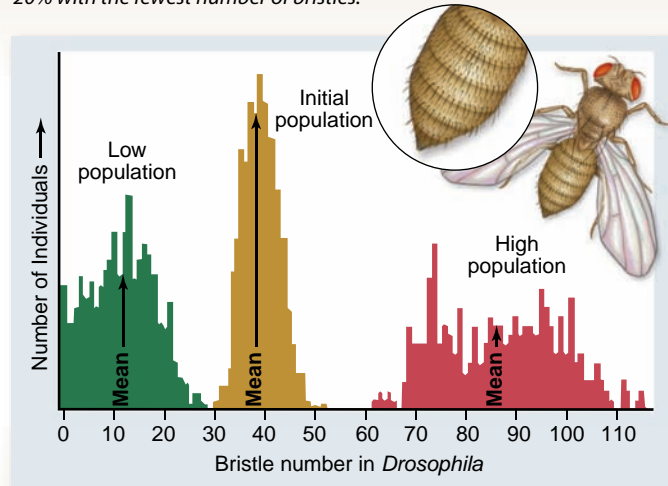 20% with the fewest number of bristles.
Number of Individuals
Low
population
Initial
population
High
population
Mean
Mean
Mean
0 10 20 30 40 50 60 70 80 90 100 110
Bristle number in Drosophila